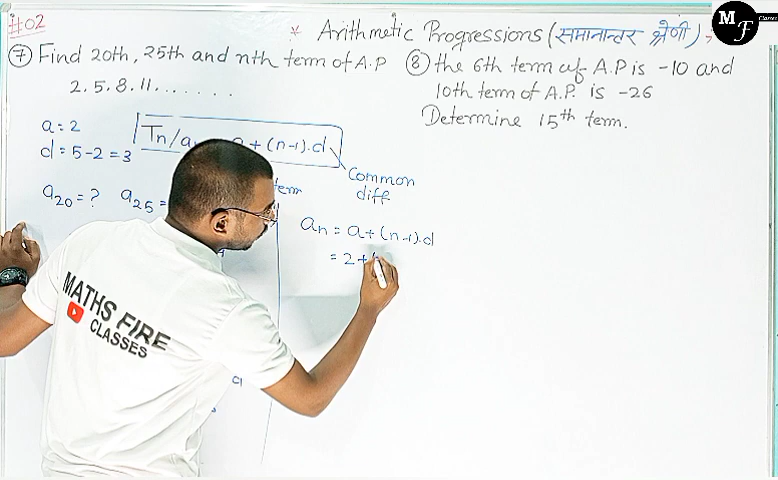 #02
* Arithmetic Progressions (समानान्तर श्रेणी) *
M F Classes
⑦ Find 20th, 25th and nth term of A.P
2, 5, 8, 11 .......
⑧ the 6th term of A.P is -10 and
10th term of A.P. is -26
Determine 15th term.
a = 2
d = 5-2 = 3
Tn/a + (n-1).d
Common
diff
a20 = ? a25 =
term
an = a + (n-1).d
= 2 + (
MATHS FIRE
CLASSES